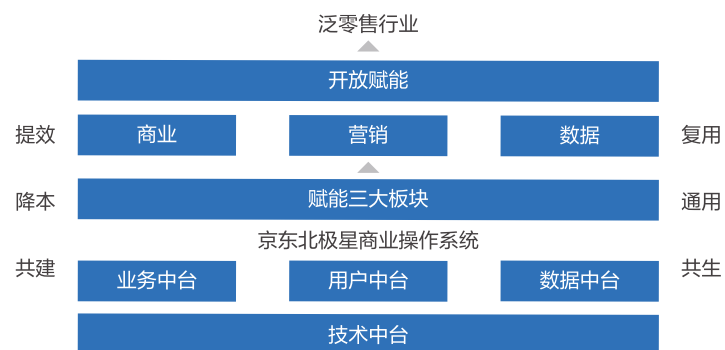 泛零售行业
开放赋能
提效 商业 营销 数据 复用
降本 赋能三大板块 通用
京东北极星商业操作系统
共建 业务中台 用户中台 数据中台 共生
技术中台